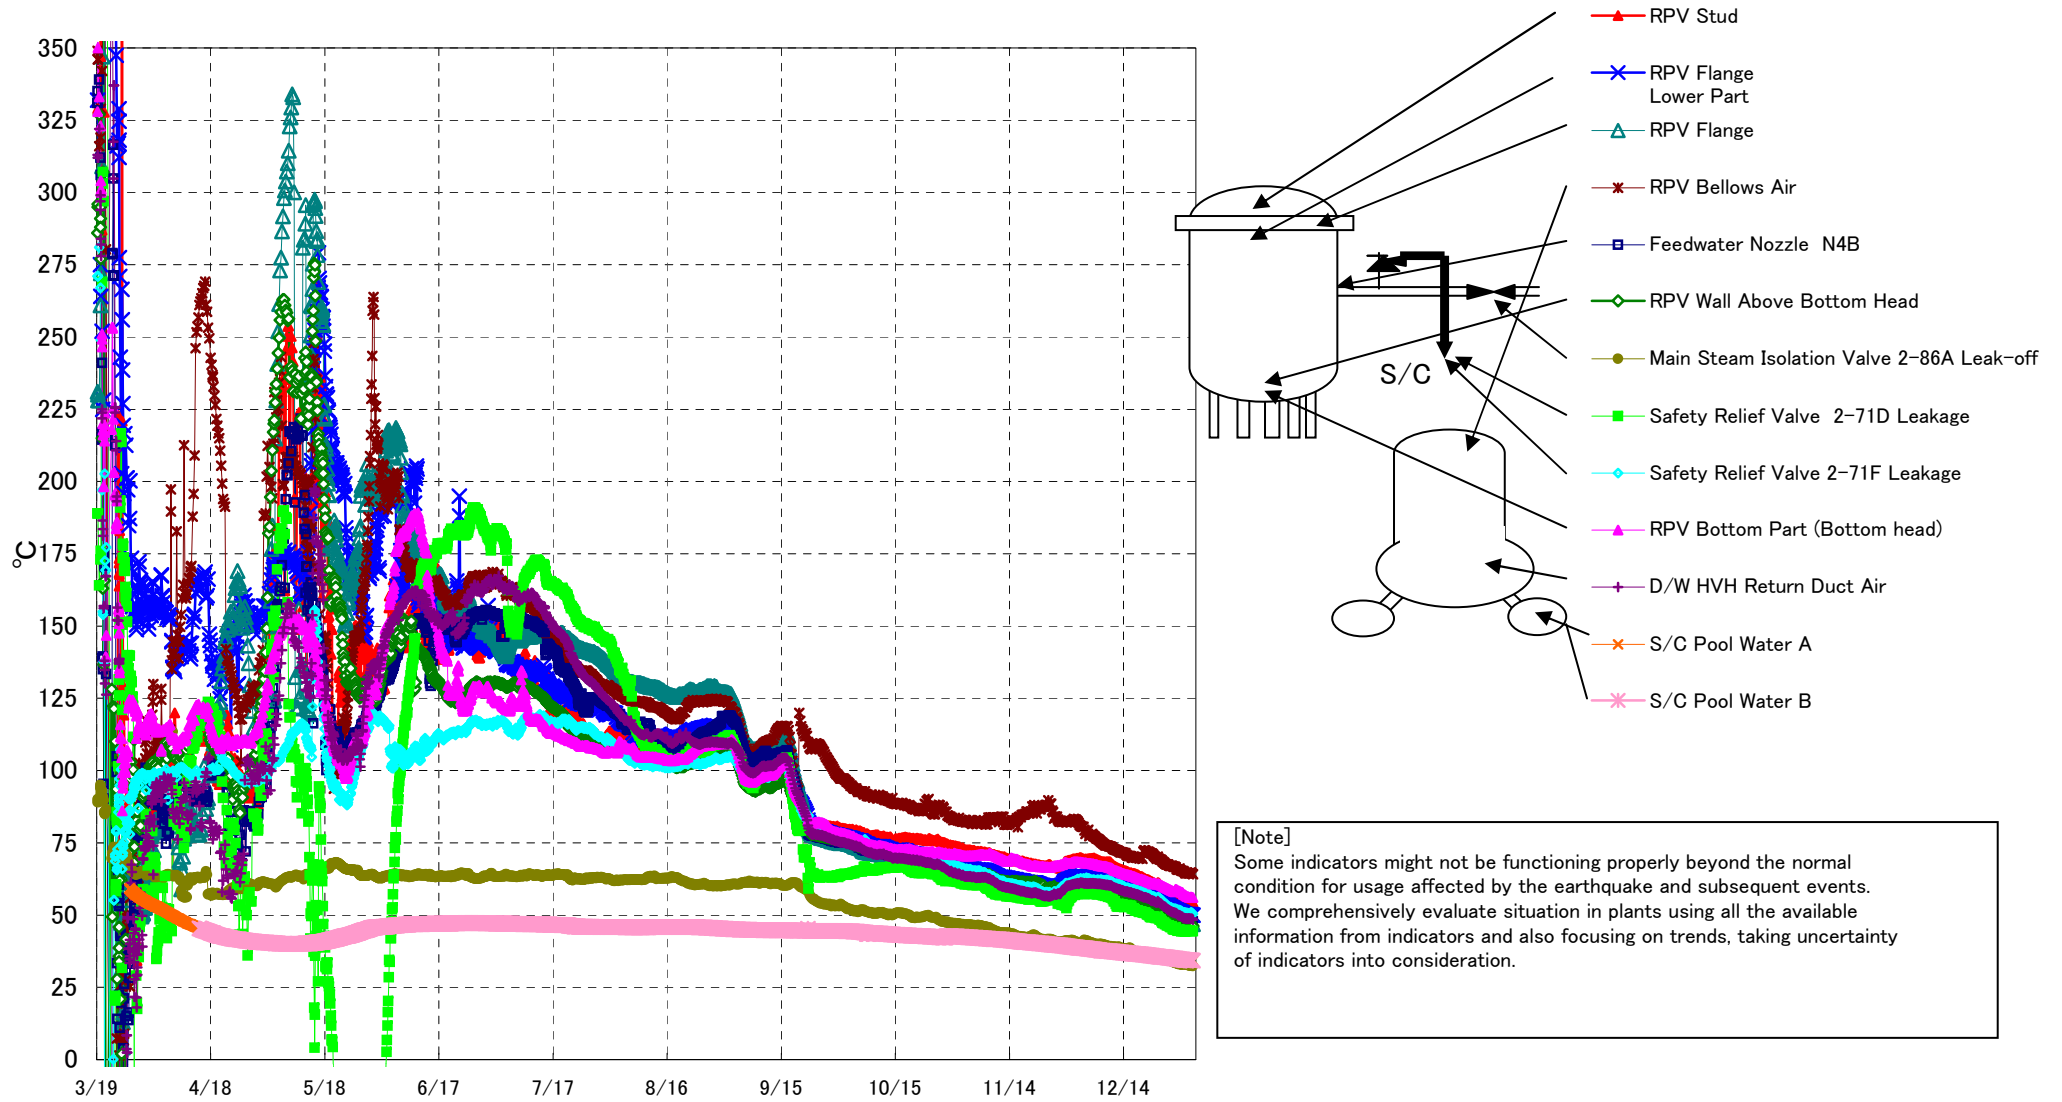 350
325
300
275
250
225
200
175
150
125
100
75
50
25
0
℃
3/19
4/18
5/18
6/17
7/17
8/16
9/15
10/15
11/14
12/14
RPV Stud
RPV Flange
Lower Part
RPV Flange
RPV Bellows Air
Feedwater Nozzle N4B
RPV Wall Above Bottom Head
Main Steam Isolation Valve 2-86A Leak-off
Safety Relief Valve 2-71D Leakage
Safety Relief Valve 2-71F Leakage
RPV Bottom Part (Bottom head)
D/W HVH Return Duct Air
S/C Pool Water A
S/C Pool Water B
S/C
[Note]
Some indicators might not be functioning properly beyond the normal
condition for usage affected by the earthquake and subsequent events.
We comprehensively evaluate situation in plants using all the available
information from indicators and also focusing on trends, taking uncertainty
of indicators into consideration.